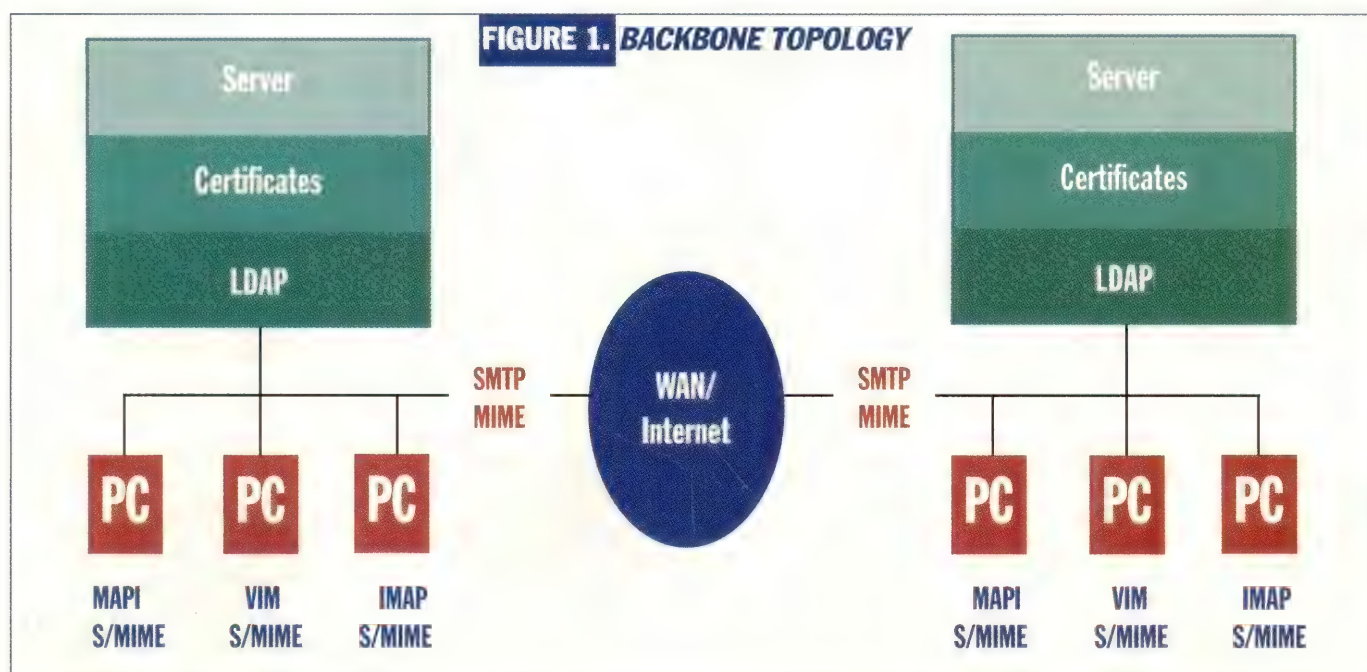 FIGURE 1. BACKBONE TOPOLOGY
Server
Certificates
LDAP
Server
Certificates
LDAP
SMTP
MIME
WAN/
Internet
SMTP
MIME
PC PC PC
MAPI VIM IMAP
S/MIME S/MIME S/MIME
PC PC PC
MAPI VIM IMAP
S/MIME S/MIME S/MIME